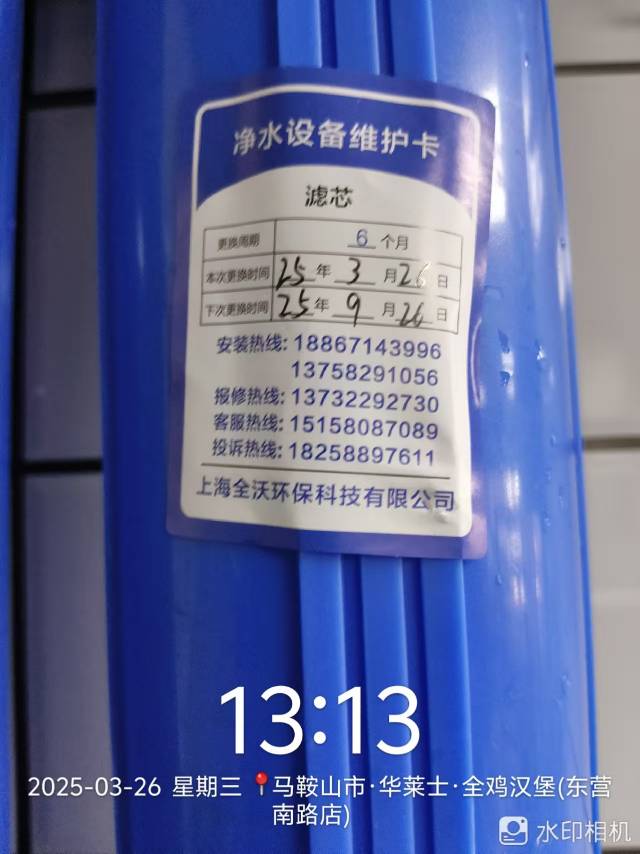 净水设备维护卡
滤芯
更换周期 6 个月
本次更换时间 25 年 3 月 26 日
下次更换时间 25 年 9 月 26 日
安装热线: 18867143996
13758291056
报修热线: 13732292730
客服热线: 15158087089
投诉热线: 18258897611
上海全沃环保科技有限公司
13:13
2025-03-26 星期三 马鞍山市·华莱士·全鸡汉堡(东营
南路店)
水印相机